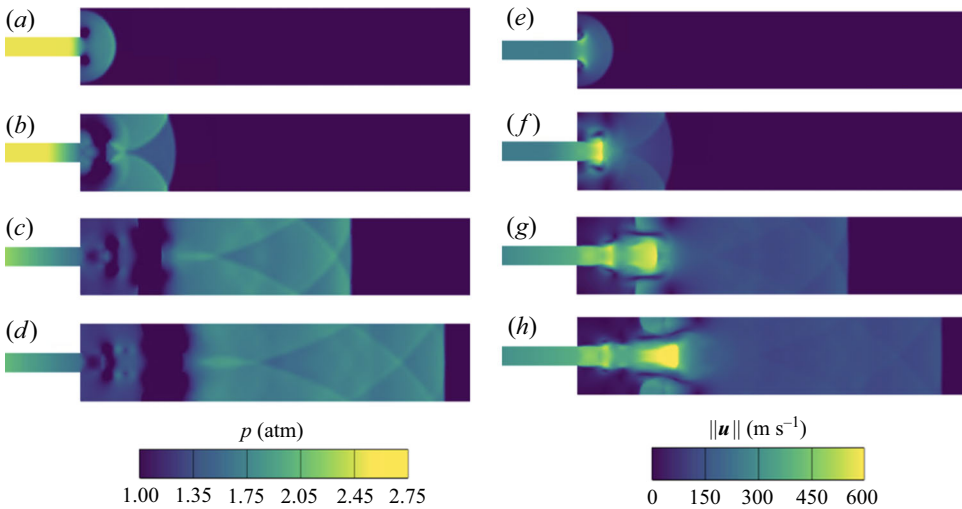 (a)
(e)
(b)
(f)
(c)
(g)
(d)
(h)
p (atm)
1.00 1.35 1.75 2.05 2.45 2.75
||u|| (m s⁻¹)
0 150 300 450 600